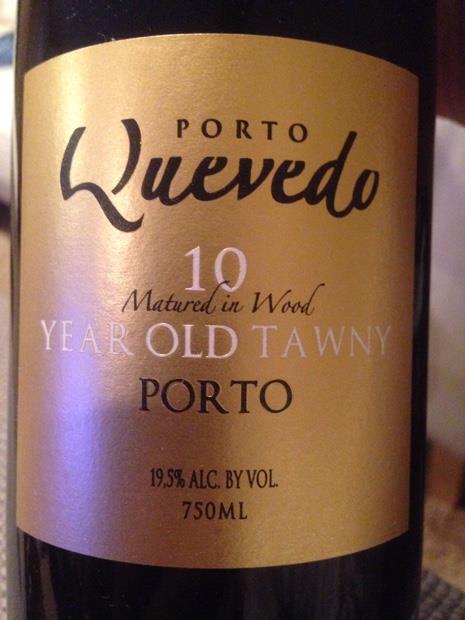 PORTO
Quevedo
10
Matured in Wood
YEAR OLD TAWNY
PORTO
19,5% ALC. BY VOL.
750ML